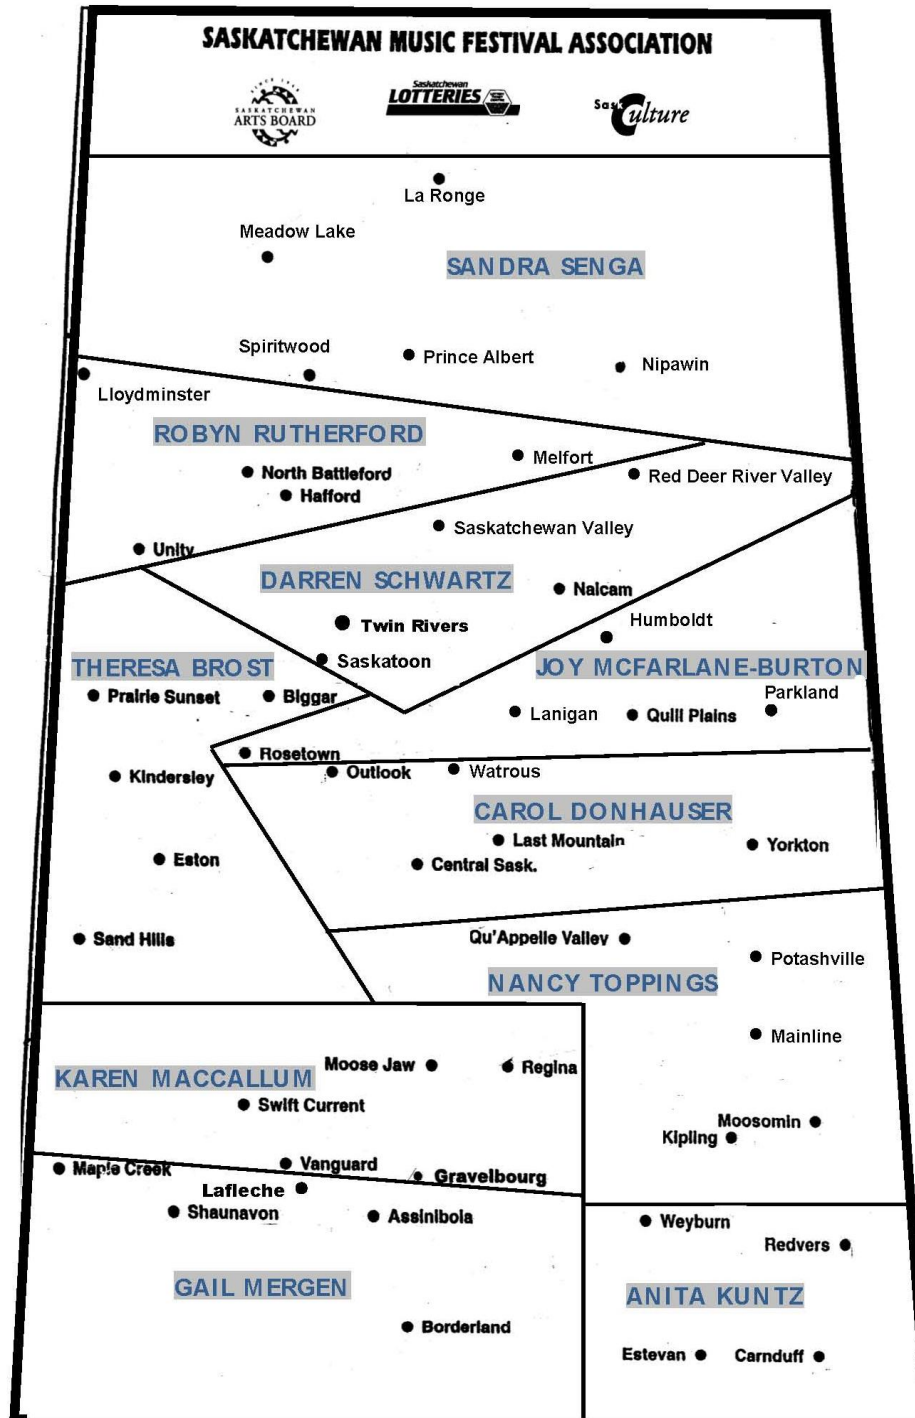 SASKATCHEWAN MUSIC FESTIVAL ASSOCIATION
SINCE 1948
SASKATCHEWAN
ARTS BOARD
Saskatchewan
LOTTERIES
Sask
Culture
La Ronge
Meadow Lake
SANDRA SENGA
Spiritwood
Prince Albert
Nipawin
Lloydminster
ROBYN RUTHERFORD
Melfort
North Battleford
Red Deer River Valley
Hafford
Saskatchewan Valley
Unity
DARREN SCHWARTZ
Naicam
Twin Rivers
Humboldt
Saskatoon
THERESA BROST
JOY MCFARLANE-BURTON
Prairie Sunset
Biggar
Parkland
Lanigan
Quill Plains
Rosetown
Kindersley
Outlook
Watrous
CAROL DONHAUSER
Last Mountain
Yorkton
Eston
Central Sask.
Sand Hills
Qu'Appelle Valley
Potashville
NANCY TOPPINGS
Mainline
Moose Jaw
Regina
KAREN MACCALLUM
Swift Current
Moosomin
Kipling
Maple Creek
Vanguard
Gravelbourg
Lafleche
Shaunavon
Assiniboia
Weyburn
Redvers
GAIL MERGEN
ANITA KUNTZ
Borderland
Estevan
Carnduff